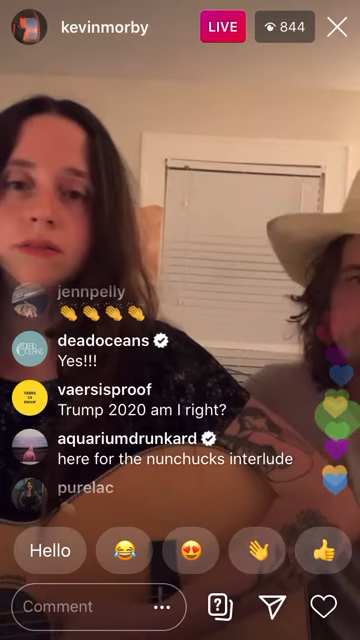 kevinmorby
LIVE
844
jennpelly
deadoceans
Yes!!!
vaersisproof
Trump 2020 am I right?
aquariumdrunkard
here for the nunchucks interlude
purelac
Hello
Comment